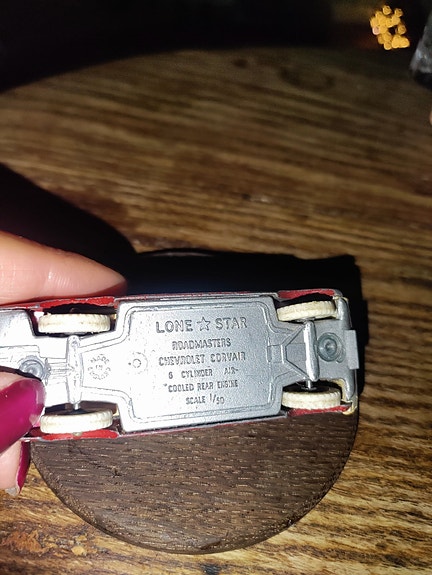 LONE ☆ STAR
ROADMASTERS
CHEVROLET CORVAIR
6 CYLINDER AIR-
COOLED REAR ENGINE
SCALE 1/50